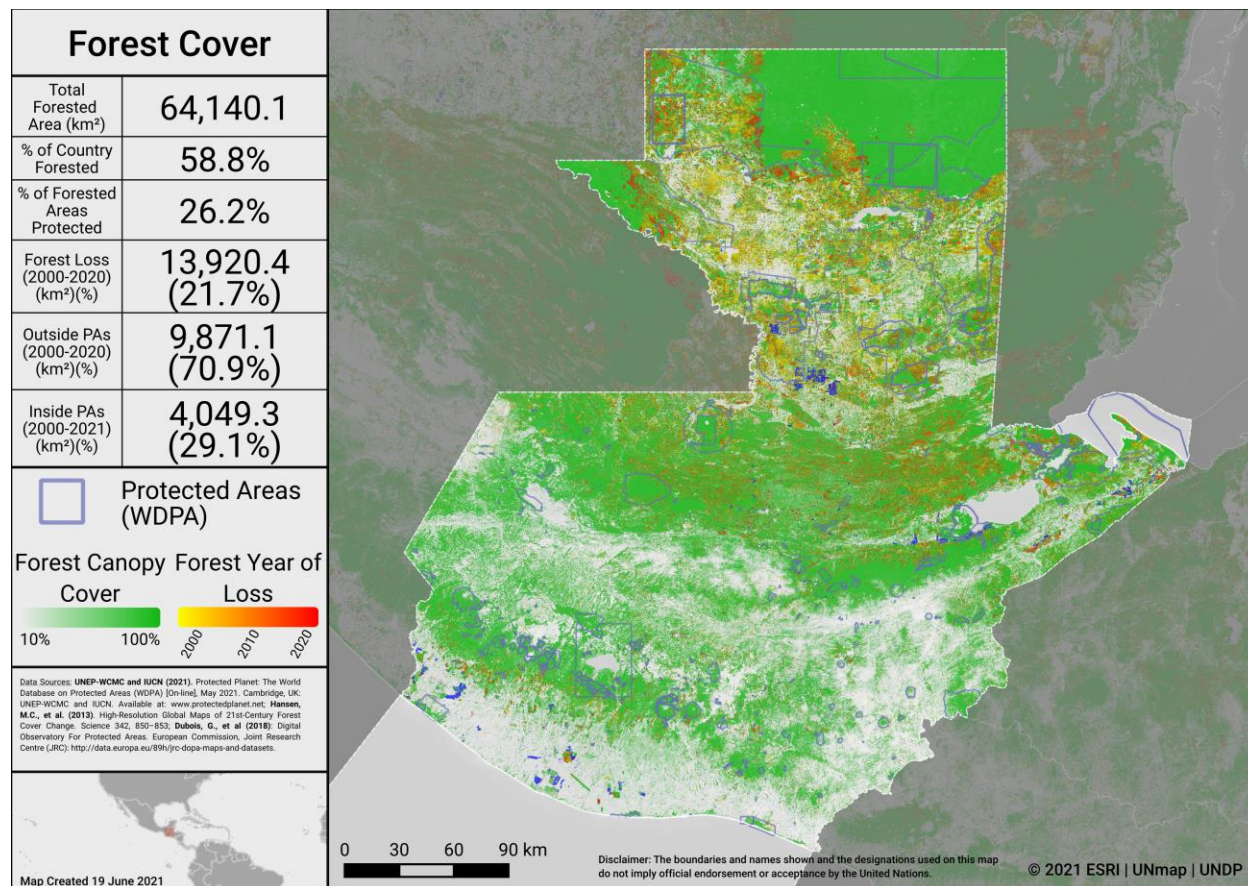 Forest Cover
Total
Forested
Area (km²)
64,140.1
% of Country
Forested
58.8%
% of Forested
Areas
Protected
26.2%
Forest Loss
(2000-2020)
(km²)(%)
13,920.4
(21.7%)
Outside PAs
(2000-2020)
(km²)(%)
9,871.1
(70.9%)
Inside PAs
(2000-2021)
(km²)(%)
4,049.3
(29.1%)
Protected Areas
(WDPA)
Forest Canopy
Cover
10% 100%
Forest Year of
Loss
2000 2010 2020
Data Sources: UNEP-WCMC and IUCN (2021). Protected Planet: The World
Database on Protected Areas (WDPA) [On-line], May 2021. Cambridge, UK:
UNEP-WCMC and IUCN. Available at: www.protectedplanet.net; Hansen,
M.C., et al. (2013). High-Resolution Global Maps of 21st-Century Forest
Cover Change. Science 342, 850–853; Dubois, G., et al (2018): Digital
Observatory For Protected Areas. European Commission, Joint Research
Centre (JRC): http://data.europa.eu/89h/jrc-dopa-maps-and-datasets.
Map Created 19 June 2021
0 30 60 90 km
Disclaimer: The boundaries and names shown and the designations used on this map
do not imply official endorsement or acceptance by the United Nations.
© 2021 ESRI | UNmap | UNDP